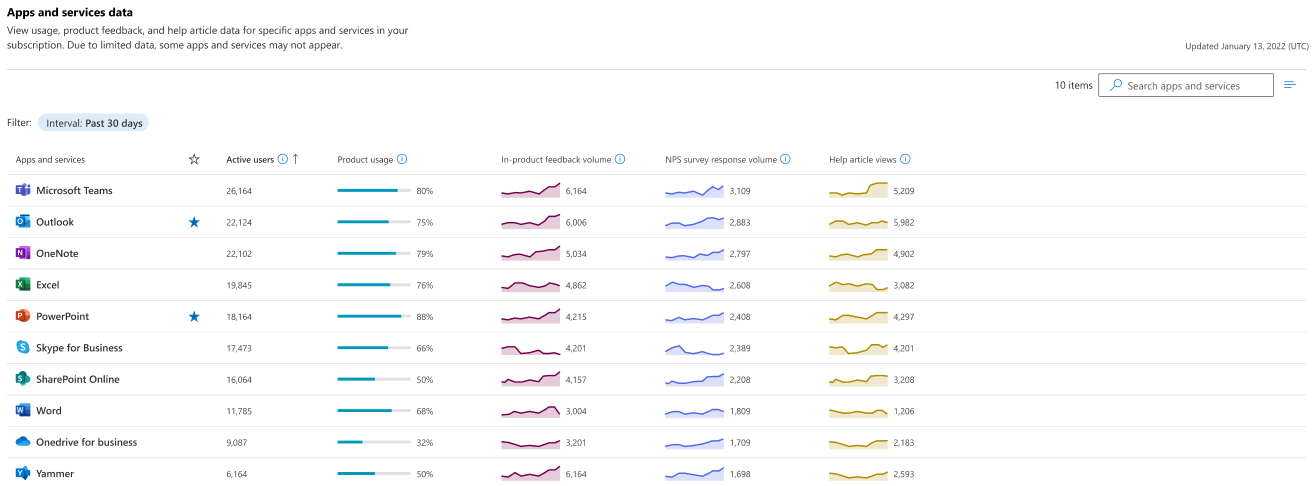 Apps and services data
View usage, product feedback, and help article data for specific apps and services in your
subscription. Due to limited data, some apps and services may not appear.
Updated January 13, 2022 (UTC)
10 items Search apps and services
Filter: Interval: Past 30 days
Apps and services Active users Product usage In-product feedback volume NPS survey response volume Help article views
Microsoft Teams 26,164 80% 6,164 3,109 5,209
Outlook 22,124 75% 6,006 2,883 5,982
OneNote 22,102 79% 5,034 2,797 4,902
Excel 19,845 76% 4,862 2,608 3,082
PowerPoint 18,164 88% 4,215 2,408 4,297
Skype for Business 17,473 66% 4,201 2,389 4,201
SharePoint Online 16,064 50% 4,157 2,208 3,208
Word 11,785 68% 3,004 1,809 1,206
Onedrive for business 9,087 32% 3,201 1,709 2,183
Yammer 6,164 50% 6,164 1,698 2,593